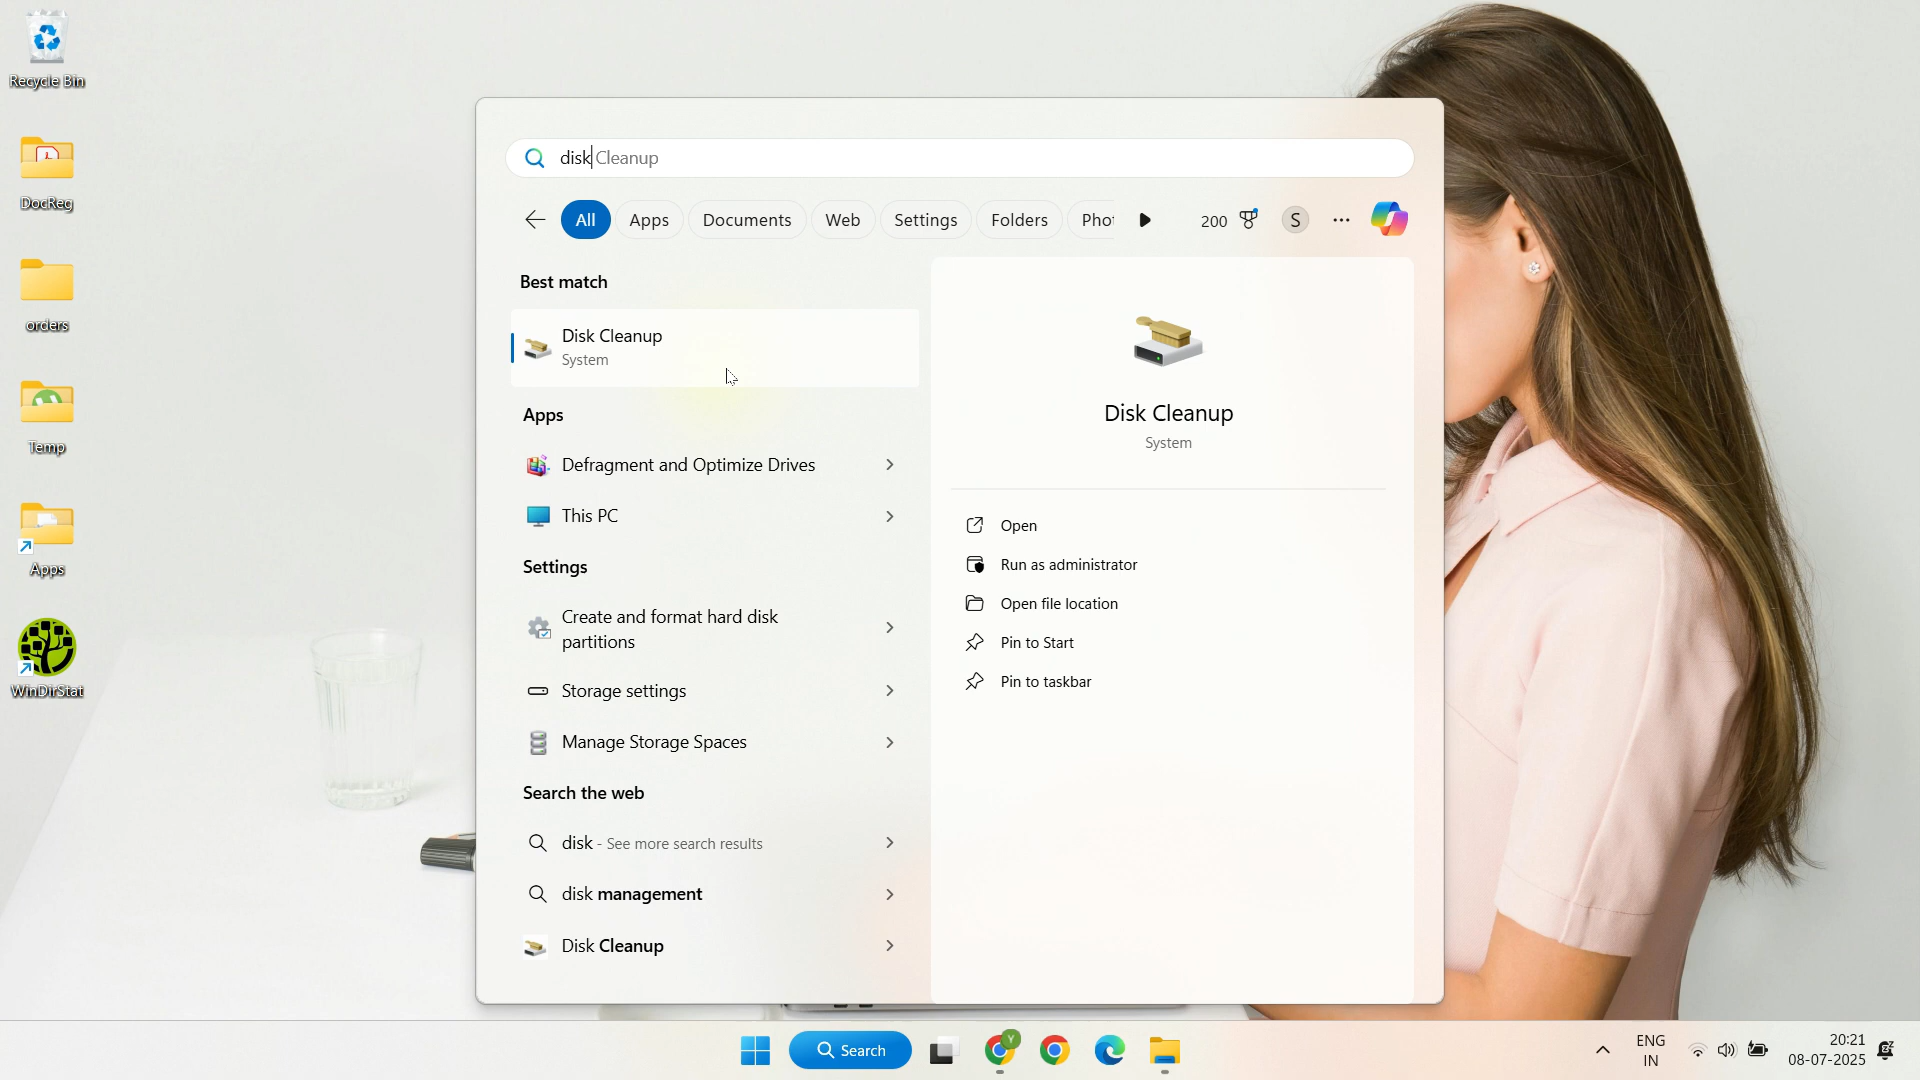 Recycle Bin
DocReg
orders
Temp
Apps
WinDirStat
disk Cleanup
All
Apps
Documents
Web
Settings
Folders
Phot
200
S
Best match
Disk Cleanup
System
Apps
Defragment and Optimize Drives
This PC
Settings
Create and format hard disk
partitions
Storage settings
Manage Storage Spaces
Search the web
disk - See more search results
disk management
Disk Cleanup
Disk Cleanup
System
Open
Run as administrator
Open file location
Pin to Start
Pin to taskbar
Search
Y
ENG
IN
20:21
08-07-2025